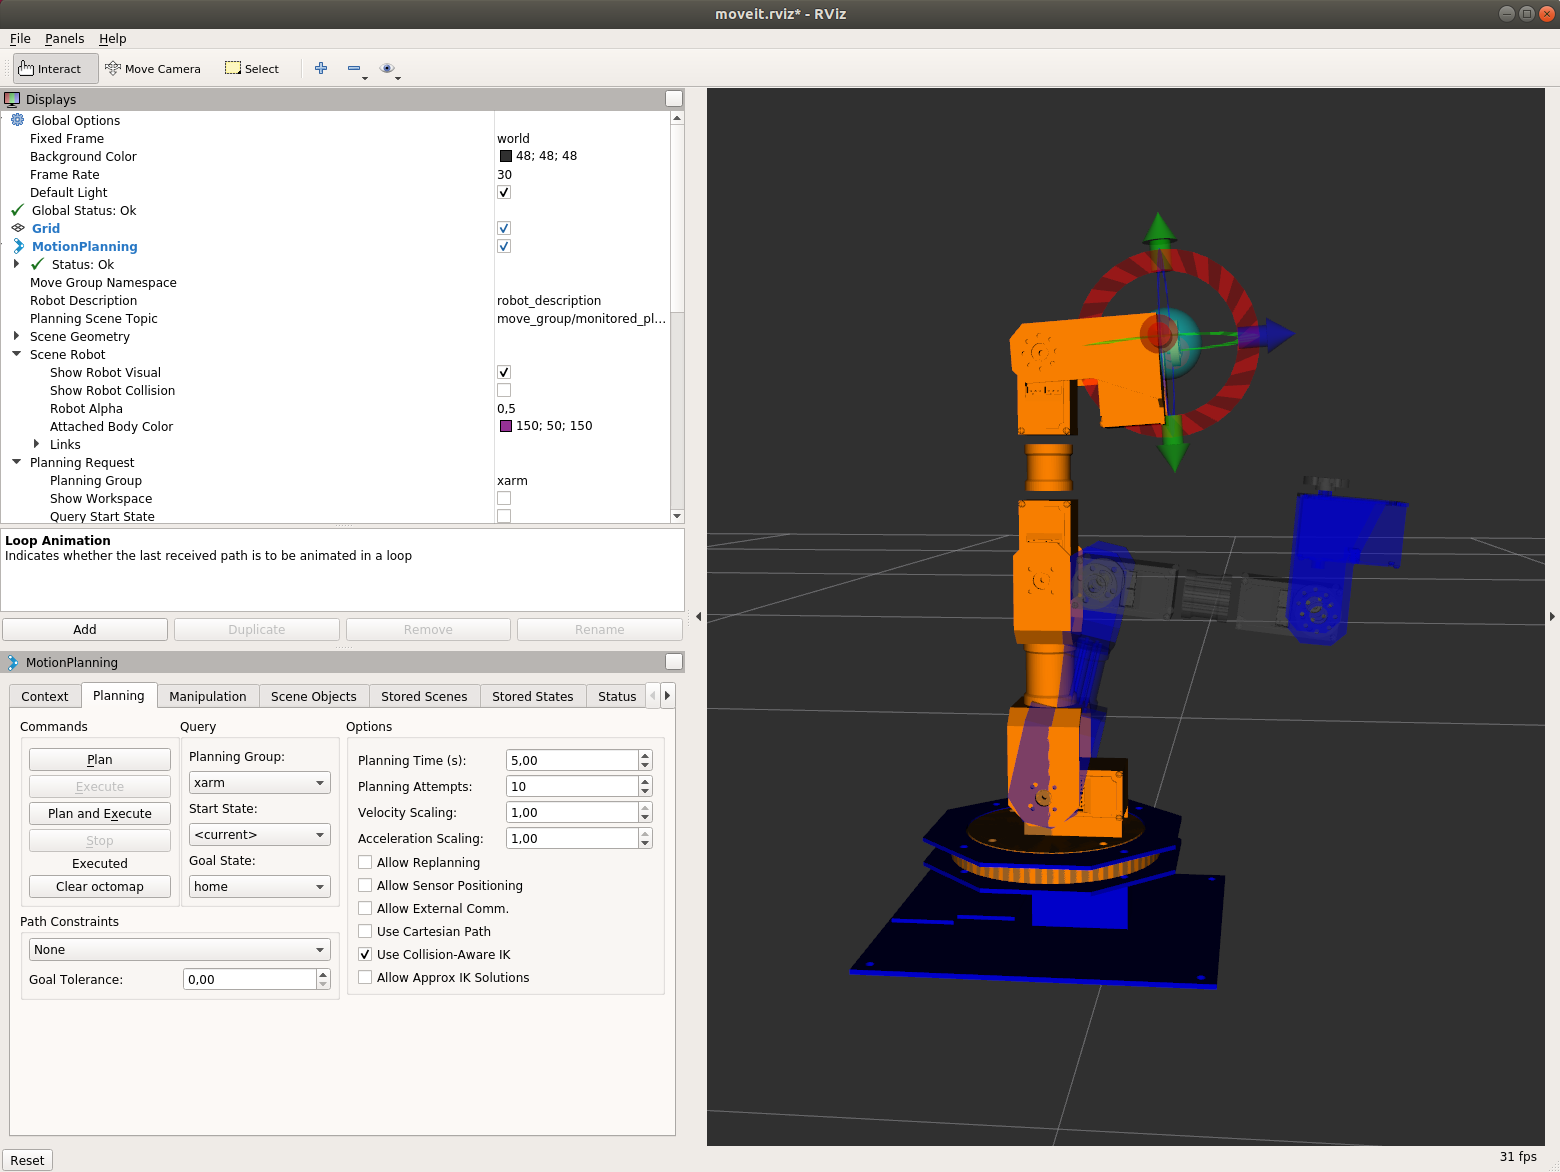 moveit.rviz* - RViz
File Panels Help
Interact Move Camera Select
Displays
Global Options
Fixed Frame world
Background Color 48; 48; 48
Frame Rate 30
Default Light
Global Status: Ok
Grid
MotionPlanning
Status: Ok
Move Group Namespace
Robot Description robot_description
Planning Scene Topic move_group/monitored_pl...
Scene Geometry
Scene Robot
Show Robot Visual
Show Robot Collision
Robot Alpha 0,5
Attached Body Color 150; 50; 150
Links
Planning Request
Planning Group xarm
Show Workspace
Query Start State
Loop Animation
Indicates whether the last received path is to be animated in a loop
Add Duplicate Remove Rename
MotionPlanning
Context Planning Manipulation Scene Objects Stored Scenes Stored States Status
Commands
Plan
Execute
Plan and Execute
Stop
Executed
Clear octomap
Query
Planning Group:
xarm
Start State:
<current>
Goal State:
home
Path Constraints
None
Goal Tolerance: 0,00
Options
Planning Time (s): 5,00
Planning Attempts: 10
Velocity Scaling: 1,00
Acceleration Scaling: 1,00
Allow Replanning
Allow Sensor Positioning
Allow External Comm.
Use Cartesian Path
Use Collision-Aware IK
Allow Approx IK Solutions
Reset
31 fps